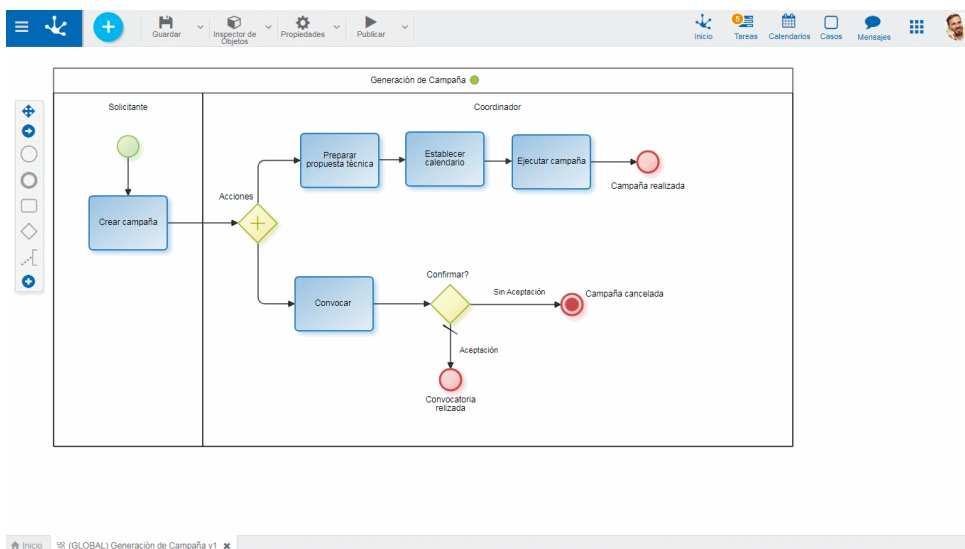 Guardar
Inspector de
Objetos
Propiedades
Publicar
Inicio
5
Tareas
Calendarios
Casos
Mensajes
Generación de Campaña
Solicitante
Coordinador
Preparar
propuesta técnica
Establecer
calendario
Ejecutar campaña
Campaña realizada
Acciones
Crear campaña
Confirmar?
Convocar
Sin Aceptación
Campaña cancelada
Aceptación
Convocatoria
relizada
Inicio
(GLOBAL) Generación de Campaña v1